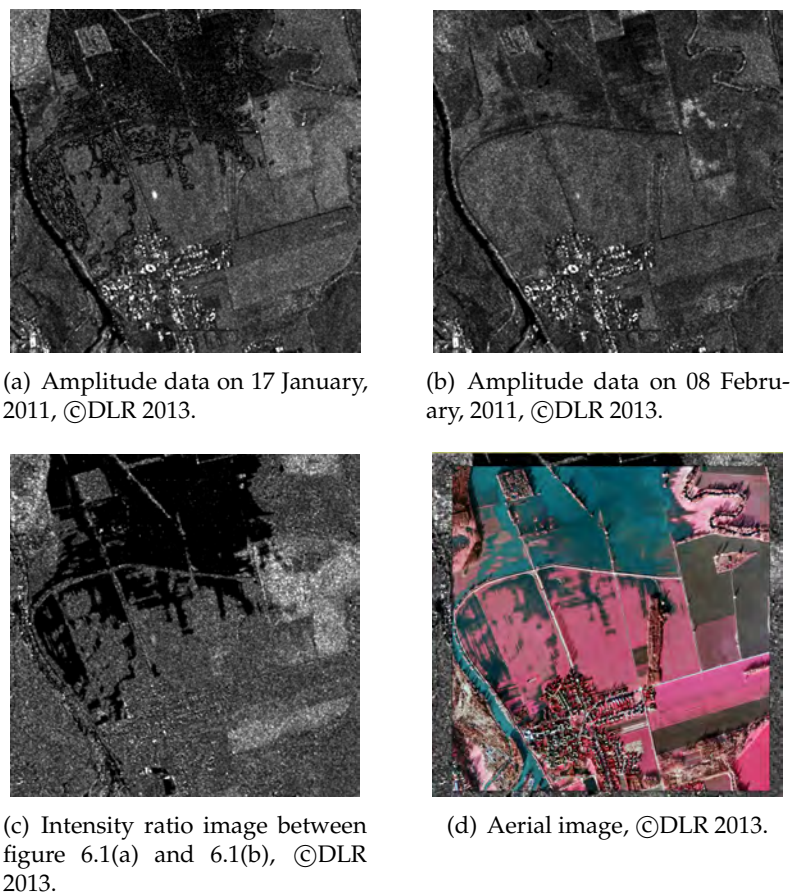 (a) Amplitude data on 17 January,
2011, ©DLR 2013.
(b) Amplitude data on 08 Febru-
ary, 2011, ©DLR 2013.
(c) Intensity ratio image between
figure 6.1(a) and 6.1(b), ©DLR
2013.
(d) Aerial image, ©DLR 2013.